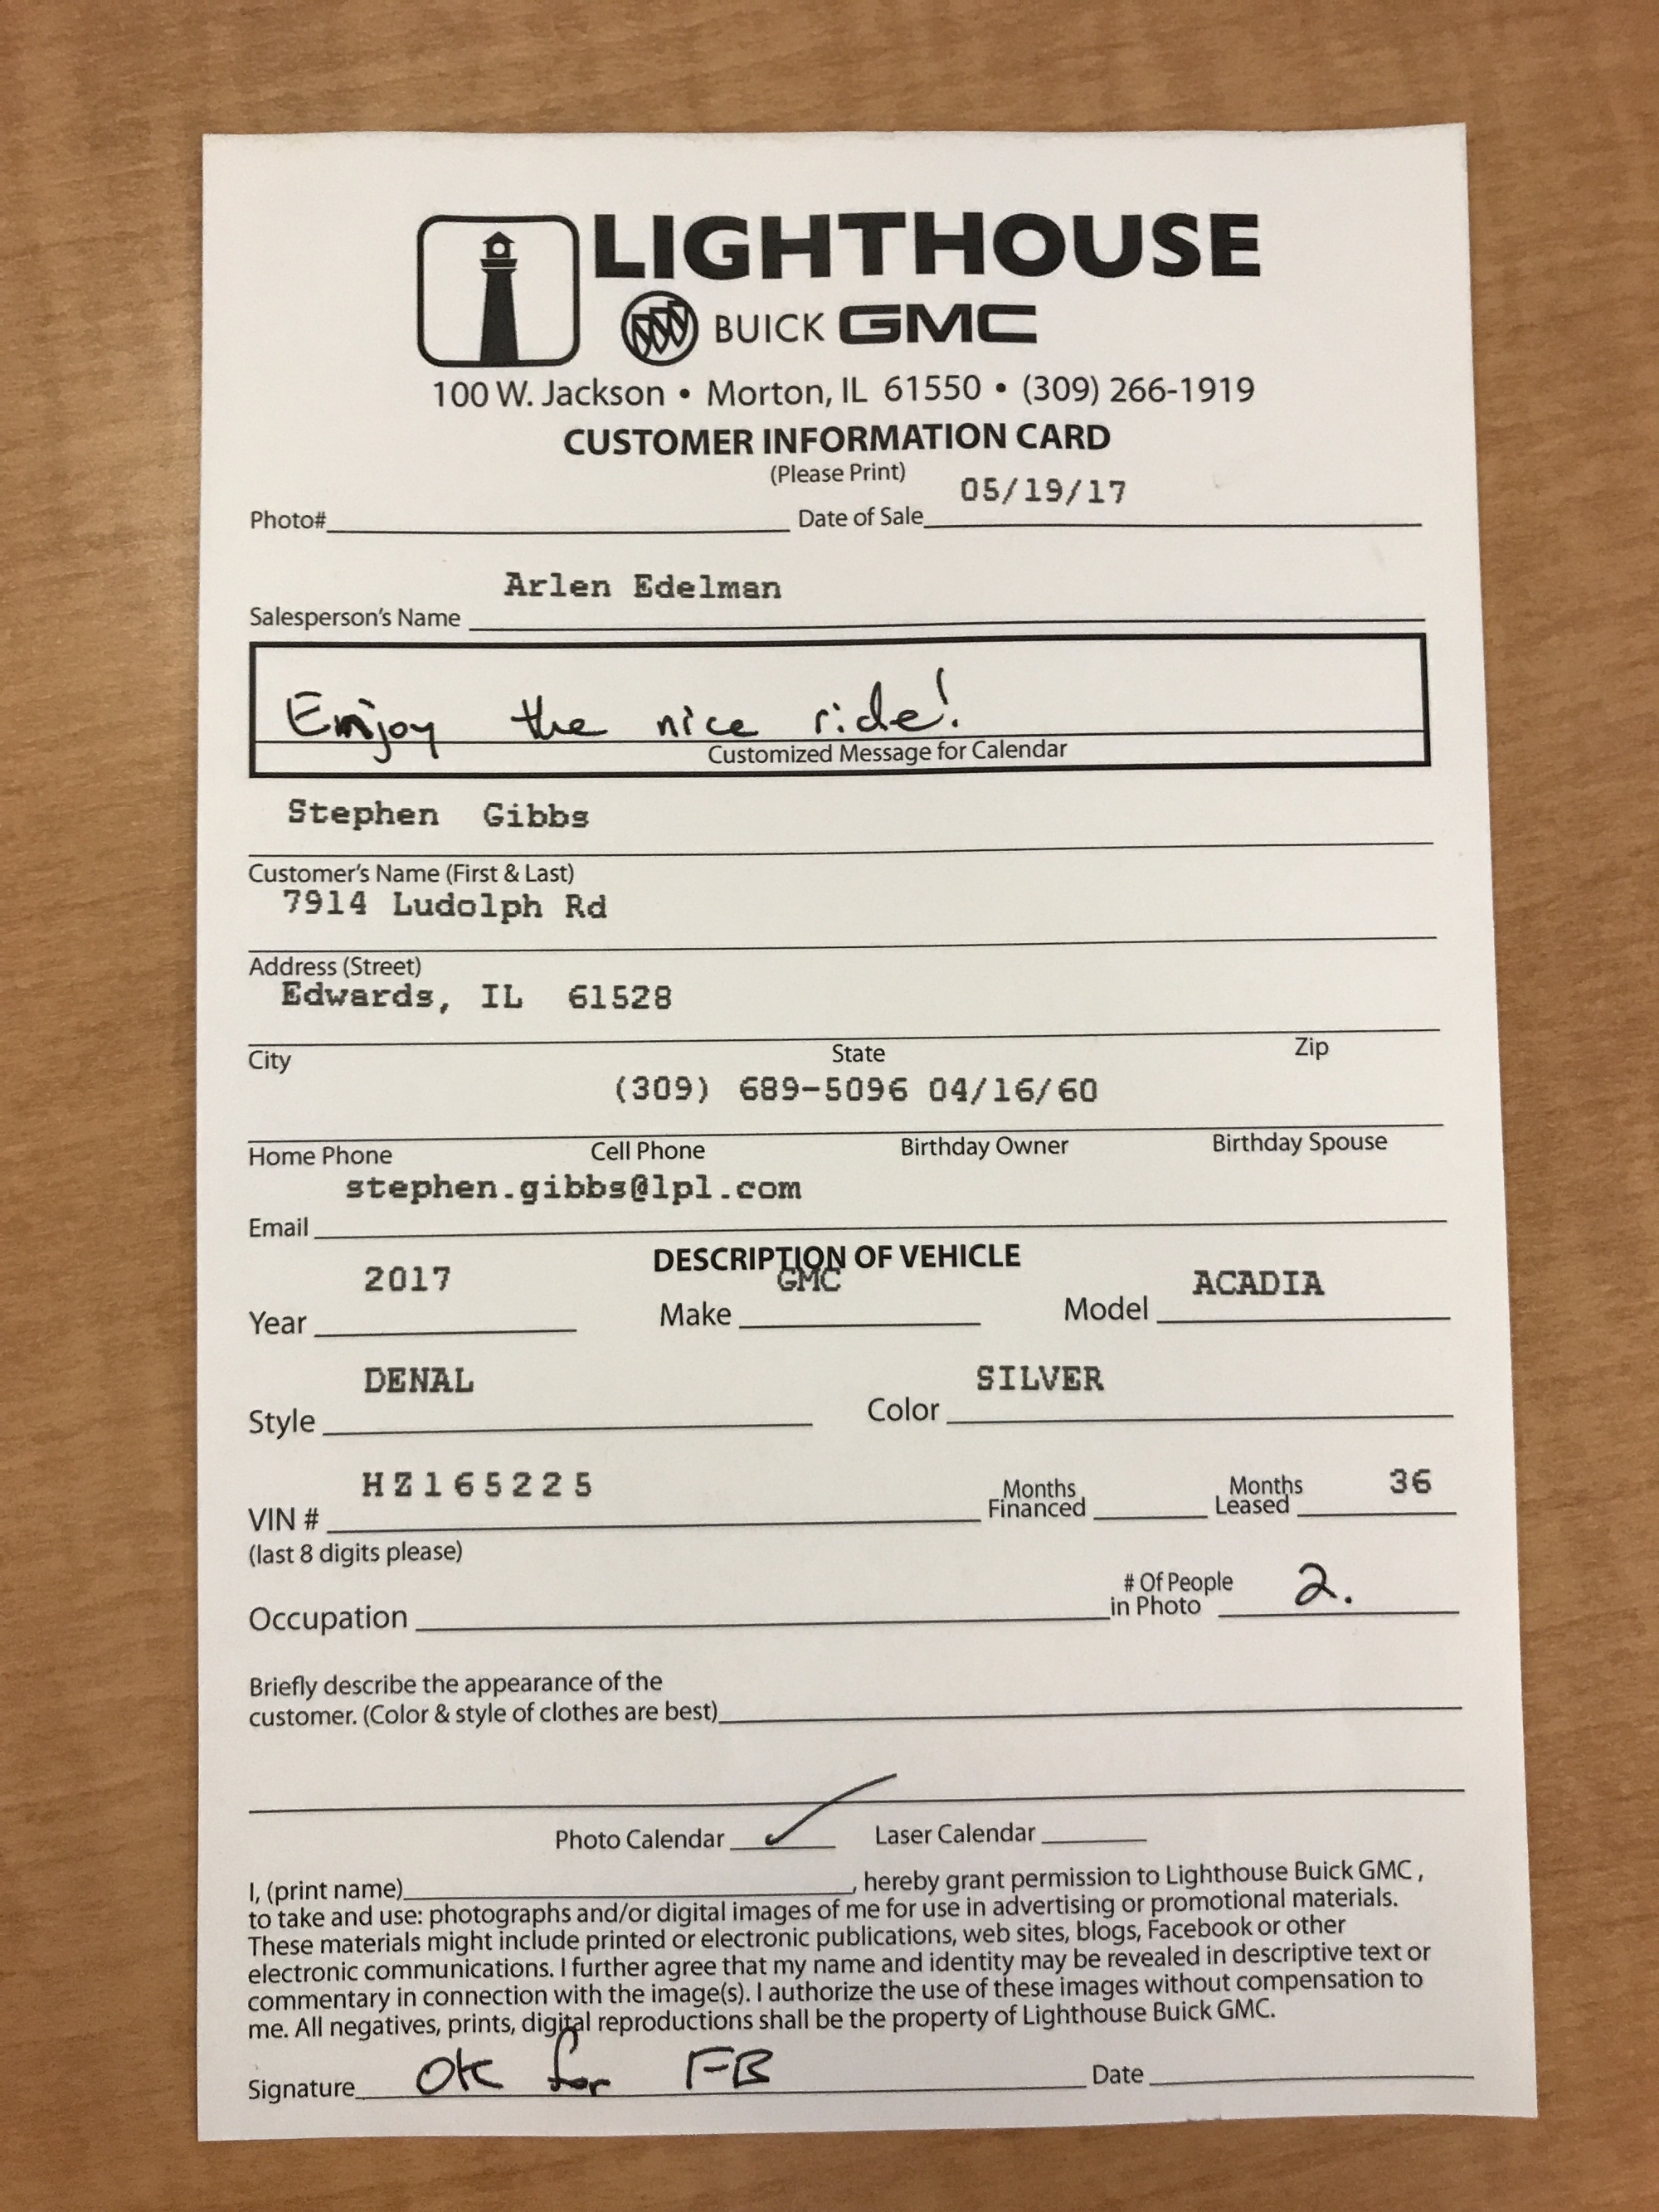 LIGHTHOUSE
BUICK GMC
100 W. Jackson • Morton, IL 61550 • (309) 266-1919
CUSTOMER INFORMATION CARD
(Please Print)
Photo# Date of Sale 05/19/17
Salesperson's Name Arlen Edelman
Enjoy the nice ride!
Customized Message for Calendar
Stephen Gibbs
Customer's Name (First & Last)
7914 Ludolph Rd
Address (Street)
Edwards, IL 61528
City State Zip
(309) 689-5096 04/16/60
Home Phone Cell Phone Birthday Owner Birthday Spouse
Email stephen.gibbs@lpl.com
DESCRIPTION OF VEHICLE
Year 2017 Make GMC Model ACADIA
Style DENAL Color SILVER
VIN # HZ165225 Months Financed Months Leased 36
(last 8 digits please)
Occupation # Of People in Photo 2.
Briefly describe the appearance of the
customer. (Color & style of clothes are best)
Photo Calendar ✓ Laser Calendar
I, (print name), hereby grant permission to Lighthouse Buick GMC ,
to take and use: photographs and/or digital images of me for use in advertising or promotional materials.
These materials might include printed or electronic publications, web sites, blogs, Facebook or other
electronic communications. I further agree that my name and identity may be revealed in descriptive text or
commentary in connection with the image(s). I authorize the use of these images without compensation to
me. All negatives, prints, digital reproductions shall be the property of Lighthouse Buick GMC.
Signature OK for FB Date